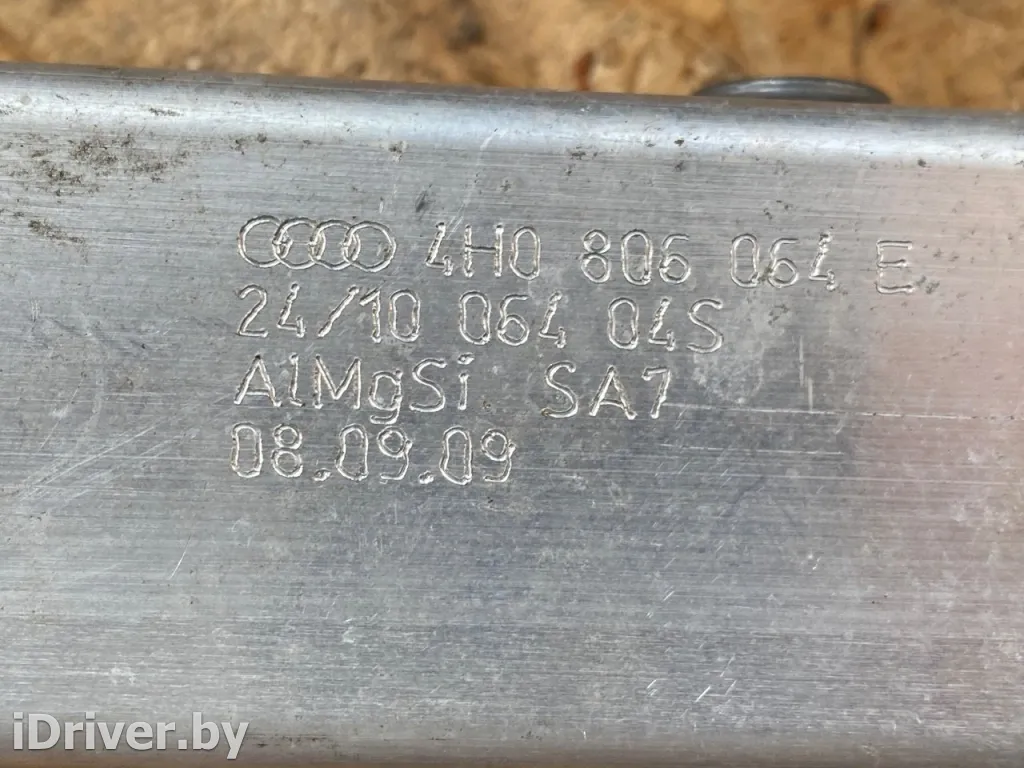 4H0 806 064 E
24/10 064 04S
AlMgSi SA7
08.09.09
iDriver.by